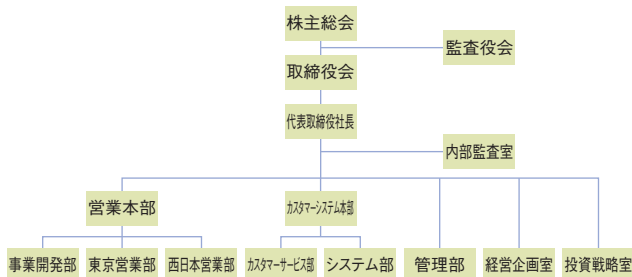 株主総会
監査役会
取締役会
代表取締役社長
内部監査室
営業本部
カスタマーシステム本部
事業開発部
東京営業部
西日本営業部
カスタマーサービス部
システム部
管理部
経営企画室
投資戦略室